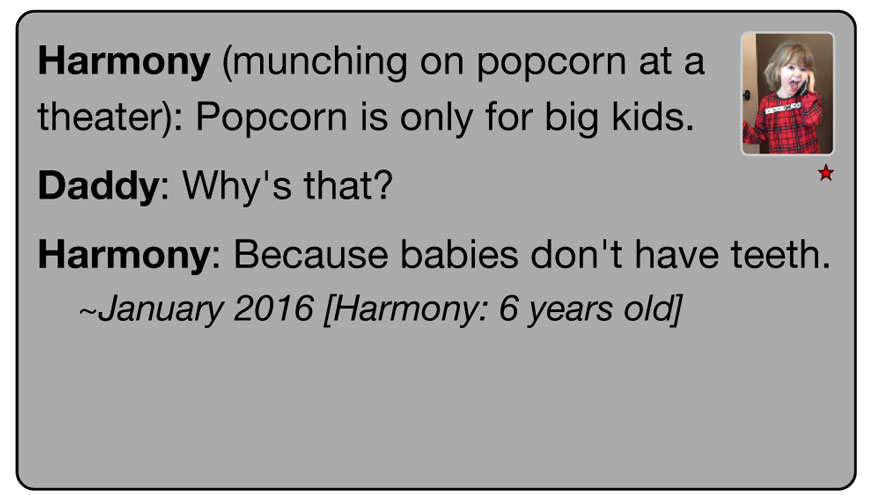 Harmony (munching on popcorn at a
theater): Popcorn is only for big kids.
Daddy: Why's that?
Harmony: Because babies don't have teeth.
~January 2016 [Harmony: 6 years old]